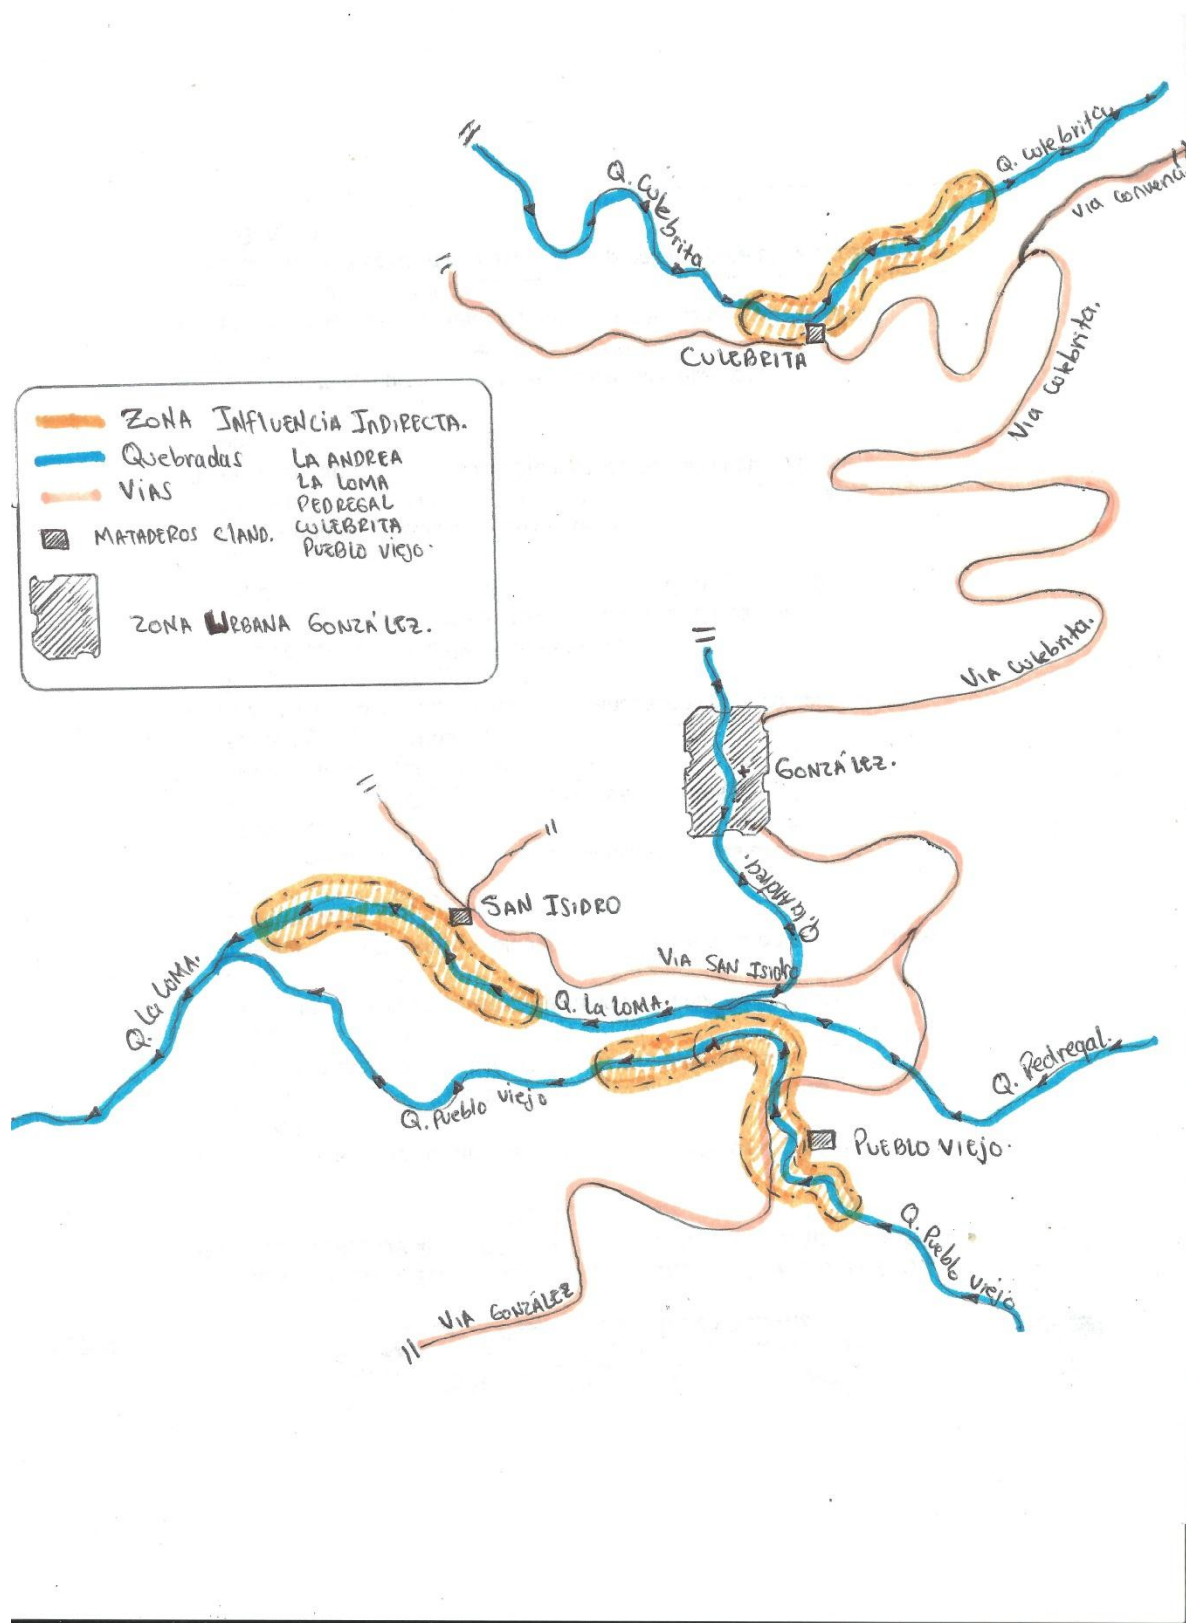 Q. Culebrita
Q. Culebrita
Via convenci
CULEBRITA
Via Culebrita.
ZONA INFLUENCIA INDIRECTA.
Quebradas
LA ANDREA
LA LOMA
PEDREGAL
CULEBRITA
PUEBLO VIEJO.
VIAS
MATADEROS CLAND.
ZONA URBANA GONZÁLEZ.
VIA Culebrita.
GONZÁLEZ.
Q. la Andrea.
SAN ISIDRO
VIA SAN ISIDRO
Q. La LOMA.
Q. La LOMA.
Q. Pedregal.
Q. Pueblo viejo
PUEBLO VIEJO.
Q. Pueblo viejo
VIA GONZÁLEZ